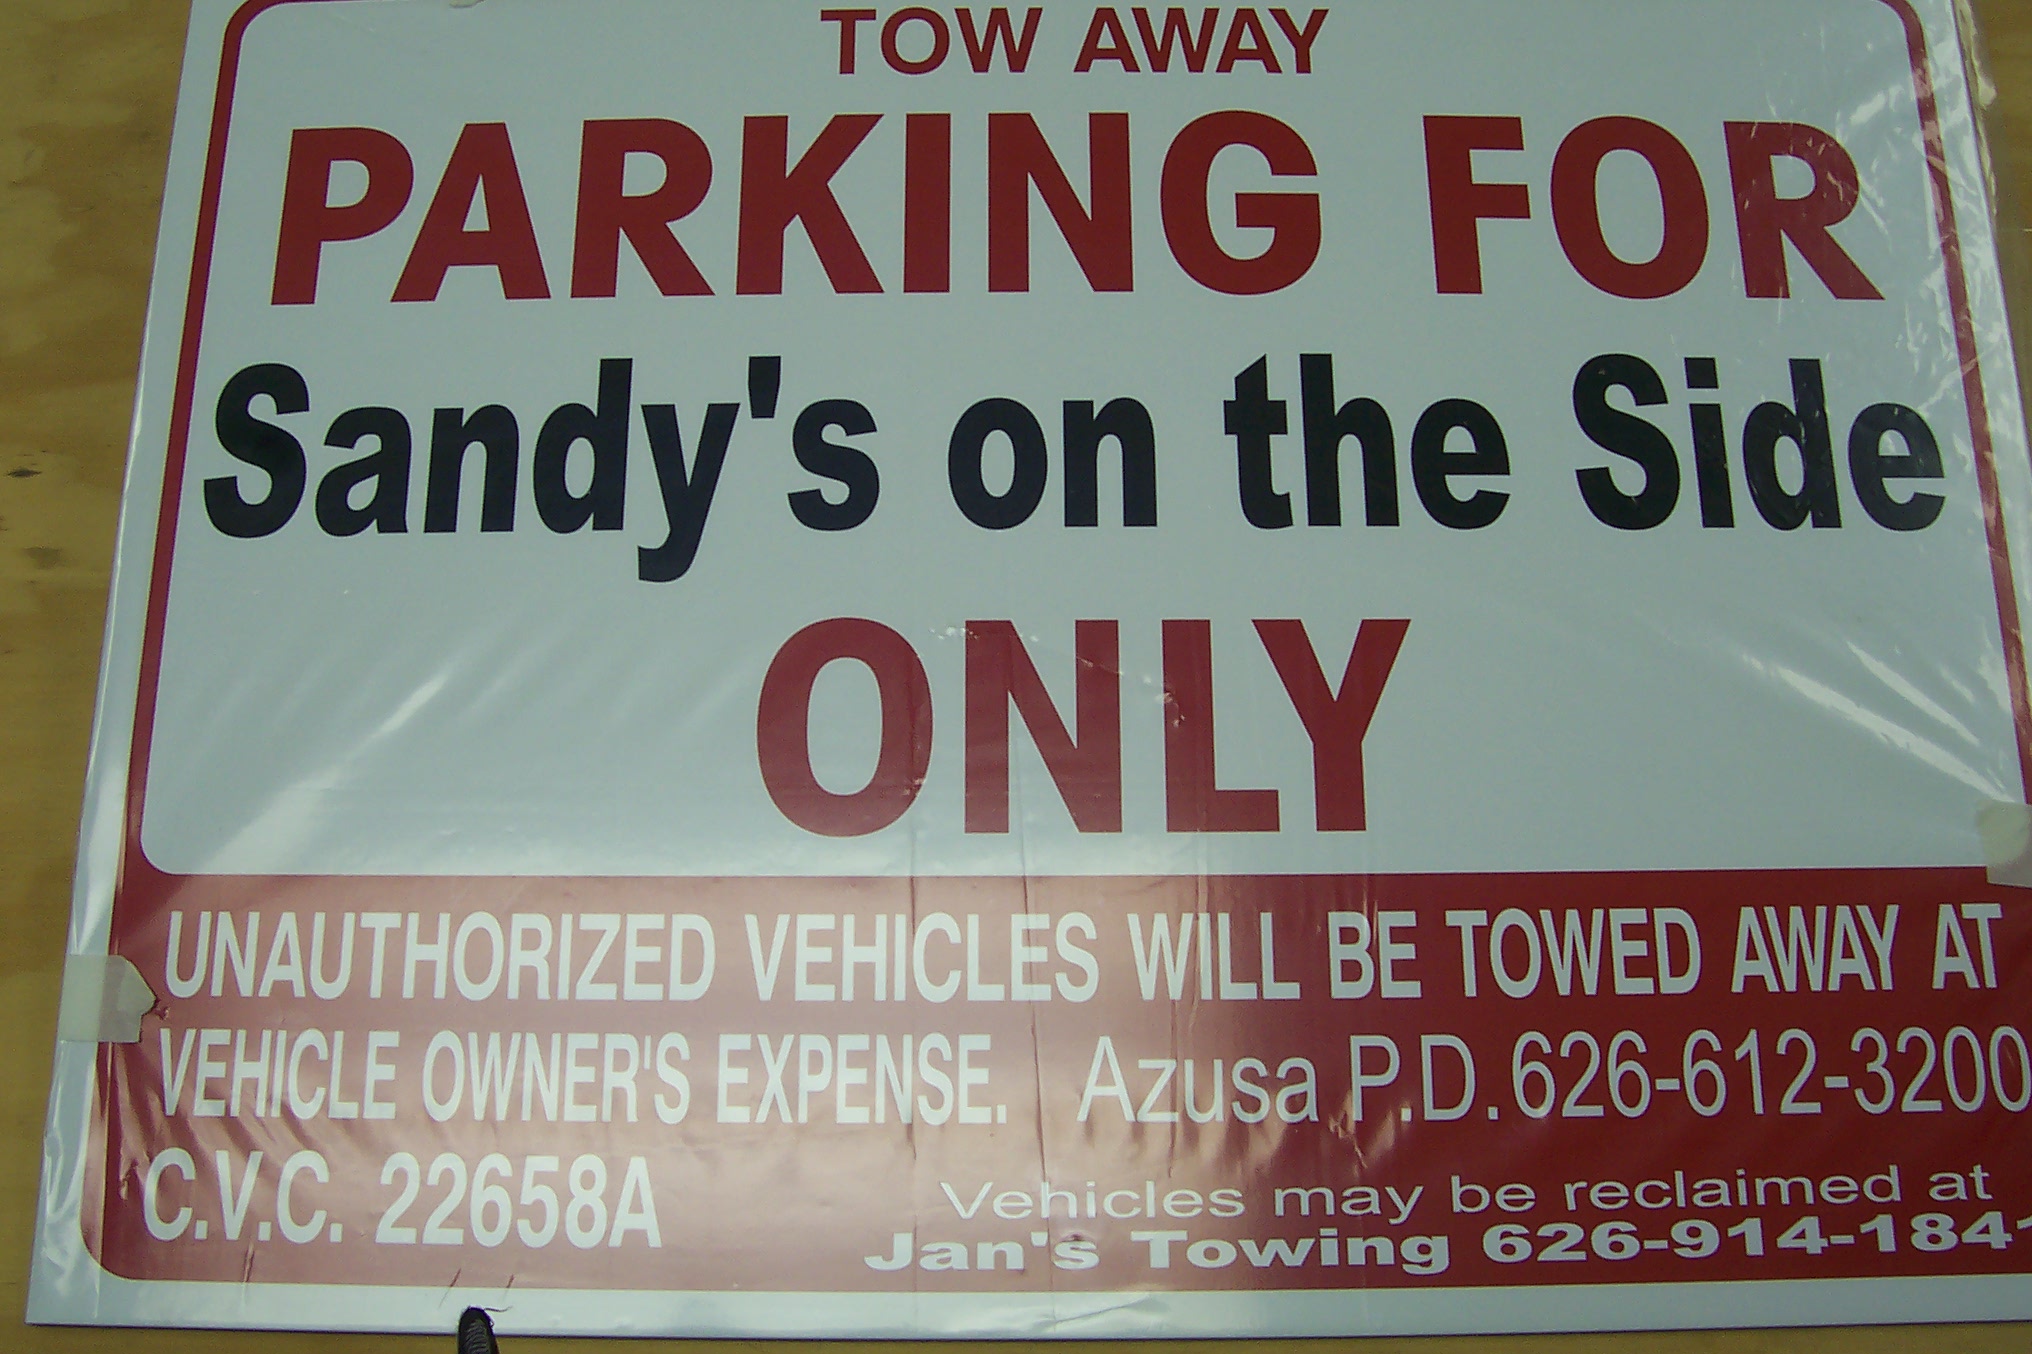 TOW AWAY
PARKING FOR
Sandy's on the Side
ONLY
UNAUTHORIZED VEHICLES WILL BE TOWED AWAY AT
VEHICLE OWNER'S EXPENSE. Azusa P.D. 626-612-3200
C.V.C. 22658A
Vehicles may be reclaimed at
Jan's Towing